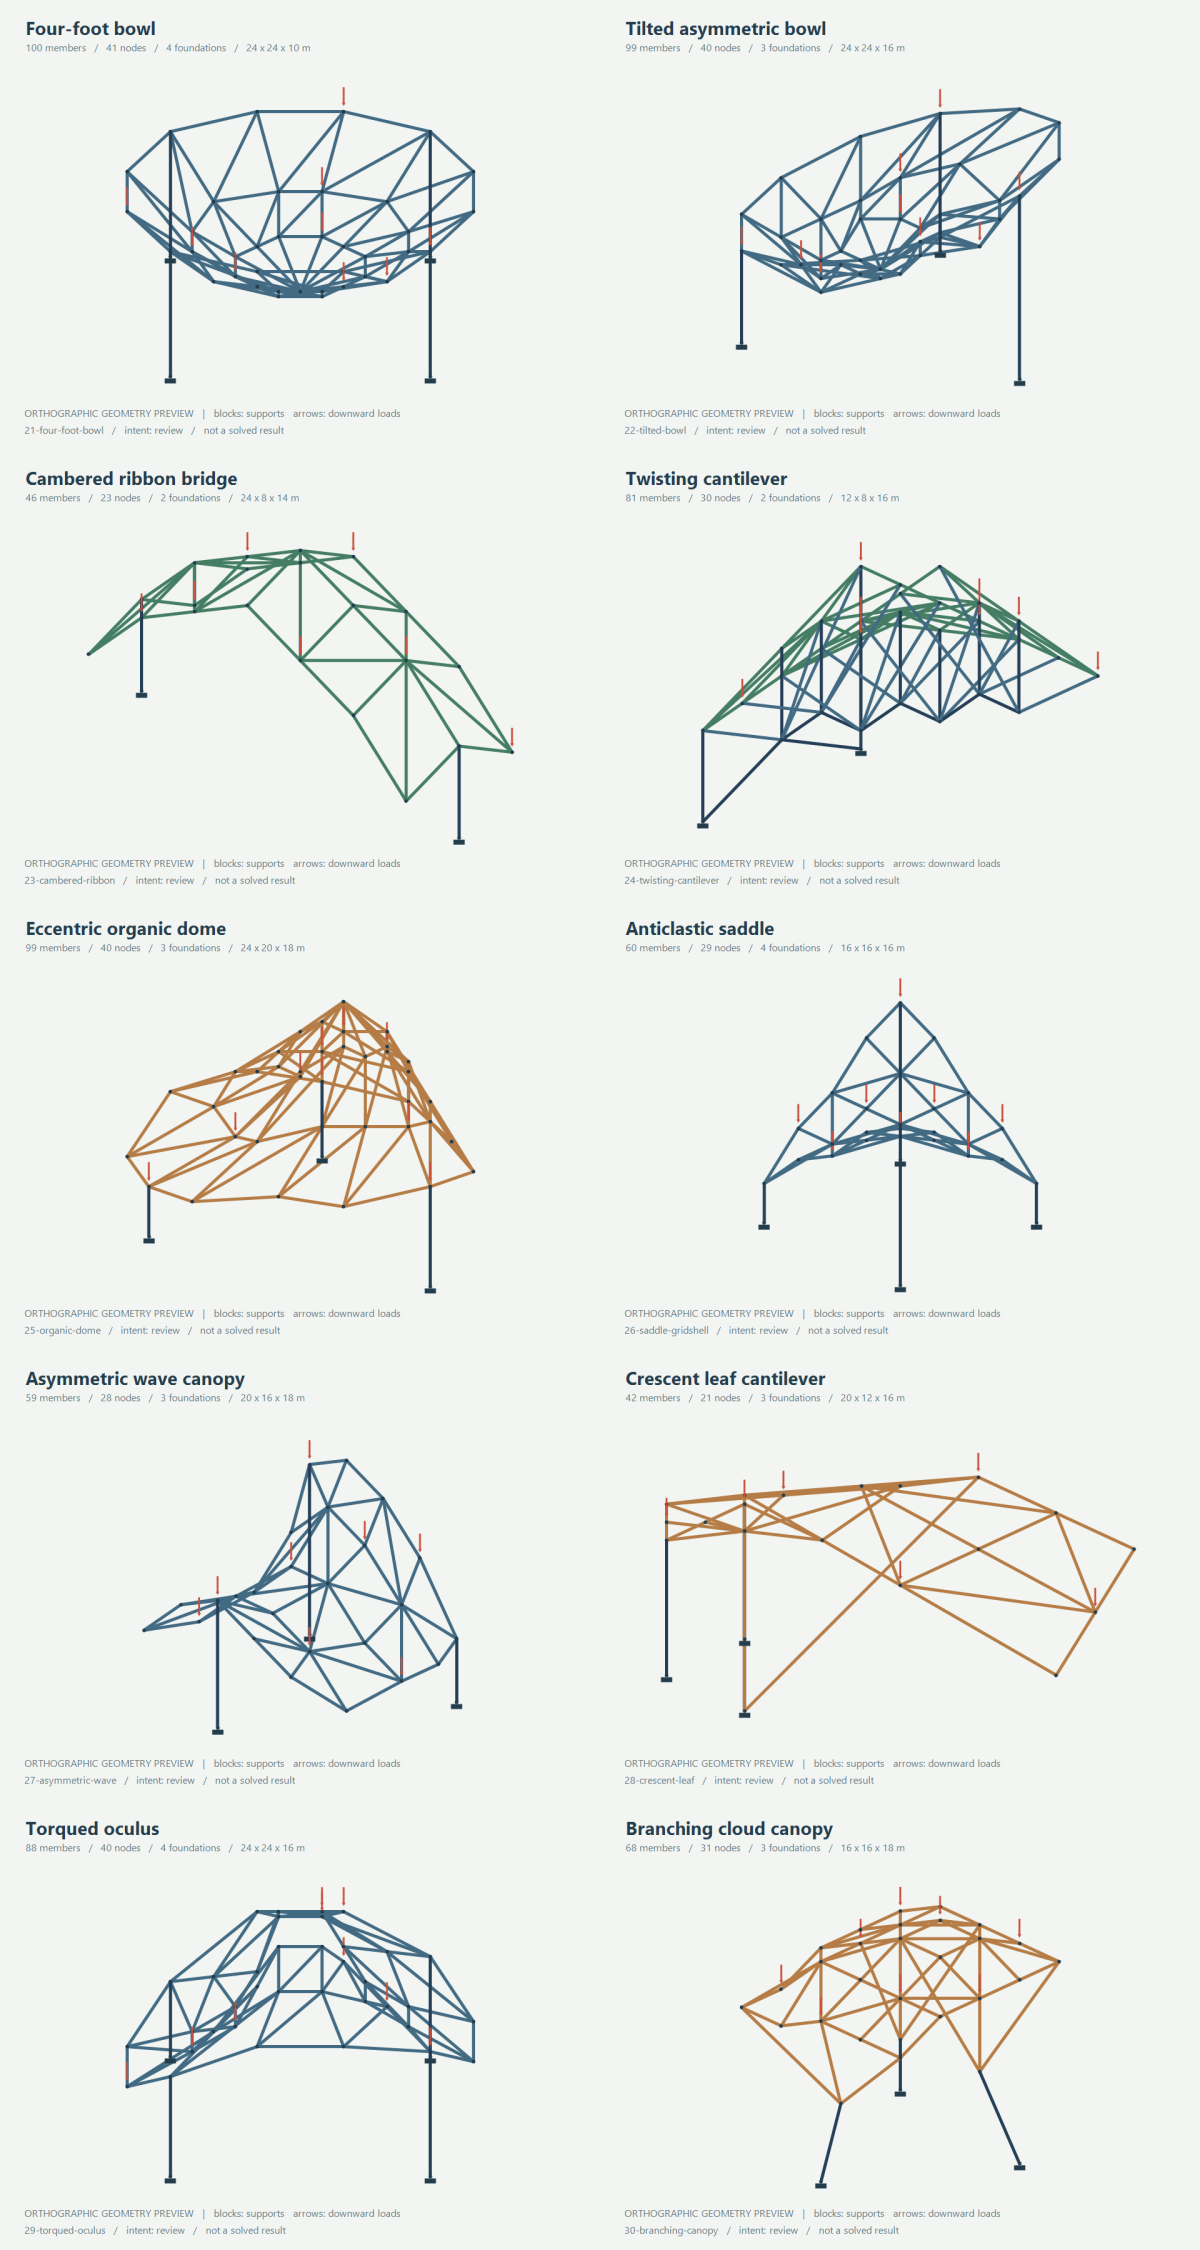 Four-foot bowl
100 members / 41 nodes / 4 foundations / 24 x 24 x 10 m
ORTHOGRAPHIC GEOMETRY PREVIEW | blocks: supports arrows: downward loads
21-four-foot-bowl / intent: review / not a solved result
Tilted asymmetric bowl
99 members / 40 nodes / 3 foundations / 24 x 24 x 16 m
ORTHOGRAPHIC GEOMETRY PREVIEW | blocks: supports arrows: downward loads
22-tilted-bowl / intent: review / not a solved result
Cambered ribbon bridge
46 members / 23 nodes / 2 foundations / 24 x 8 x 14 m
ORTHOGRAPHIC GEOMETRY PREVIEW | blocks: supports arrows: downward loads
23-cambered-ribbon / intent: review / not a solved result
Twisting cantilever
81 members / 30 nodes / 2 foundations / 12 x 8 x 16 m
ORTHOGRAPHIC GEOMETRY PREVIEW | blocks: supports arrows: downward loads
24-twisting-cantilever / intent: review / not a solved result
Eccentric organic dome
99 members / 40 nodes / 3 foundations / 24 x 20 x 18 m
ORTHOGRAPHIC GEOMETRY PREVIEW | blocks: supports arrows: downward loads
25-organic-dome / intent: review / not a solved result
Anticlastic saddle
60 members / 29 nodes / 4 foundations / 16 x 16 x 16 m
ORTHOGRAPHIC GEOMETRY PREVIEW | blocks: supports arrows: downward loads
26-saddle-gridshell / intent: review / not a solved result
Asymmetric wave canopy
59 members / 28 nodes / 3 foundations / 20 x 16 x 18 m
ORTHOGRAPHIC GEOMETRY PREVIEW | blocks: supports arrows: downward loads
27-asymmetric-wave / intent: review / not a solved result
Crescent leaf cantilever
42 members / 21 nodes / 3 foundations / 20 x 12 x 16 m
ORTHOGRAPHIC GEOMETRY PREVIEW | blocks: supports arrows: downward loads
28-crescent-leaf / intent: review / not a solved result
Torqued oculus
88 members / 40 nodes / 4 foundations / 24 x 24 x 16 m
ORTHOGRAPHIC GEOMETRY PREVIEW | blocks: supports arrows: downward loads
29-torqued-oculus / intent: review / not a solved result
Branching cloud canopy
68 members / 31 nodes / 3 foundations / 16 x 16 x 18 m
ORTHOGRAPHIC GEOMETRY PREVIEW | blocks: supports arrows: downward loads
30-branching-canopy / intent: review / not a solved result